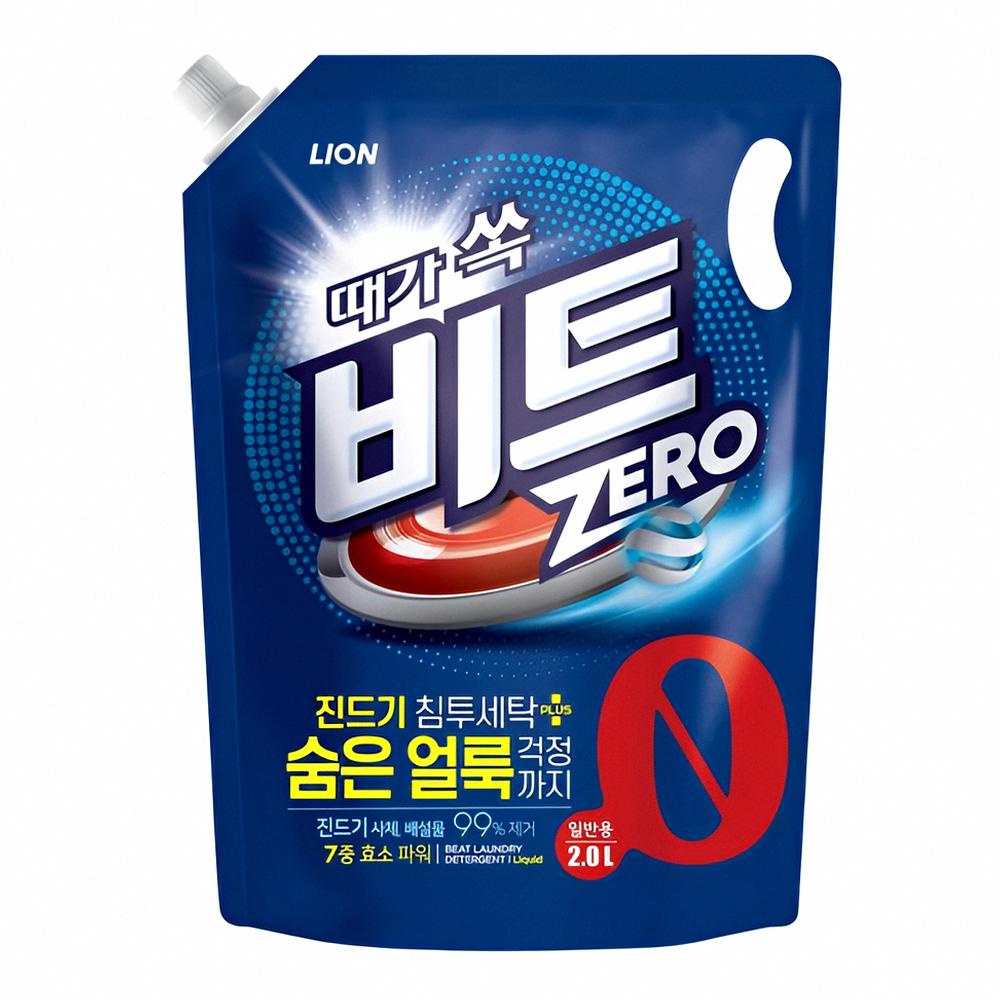 LION
때가 쏙
비트
ZERO
진드기 침투세탁 PLUS
숨은 얼룩 걱정
까지
0
진드기 사체, 배설물 99% 제거
7중 효소 파워 | BEAT LAUNDRY
DETERGENT | Liquid
일반용
2.0 L